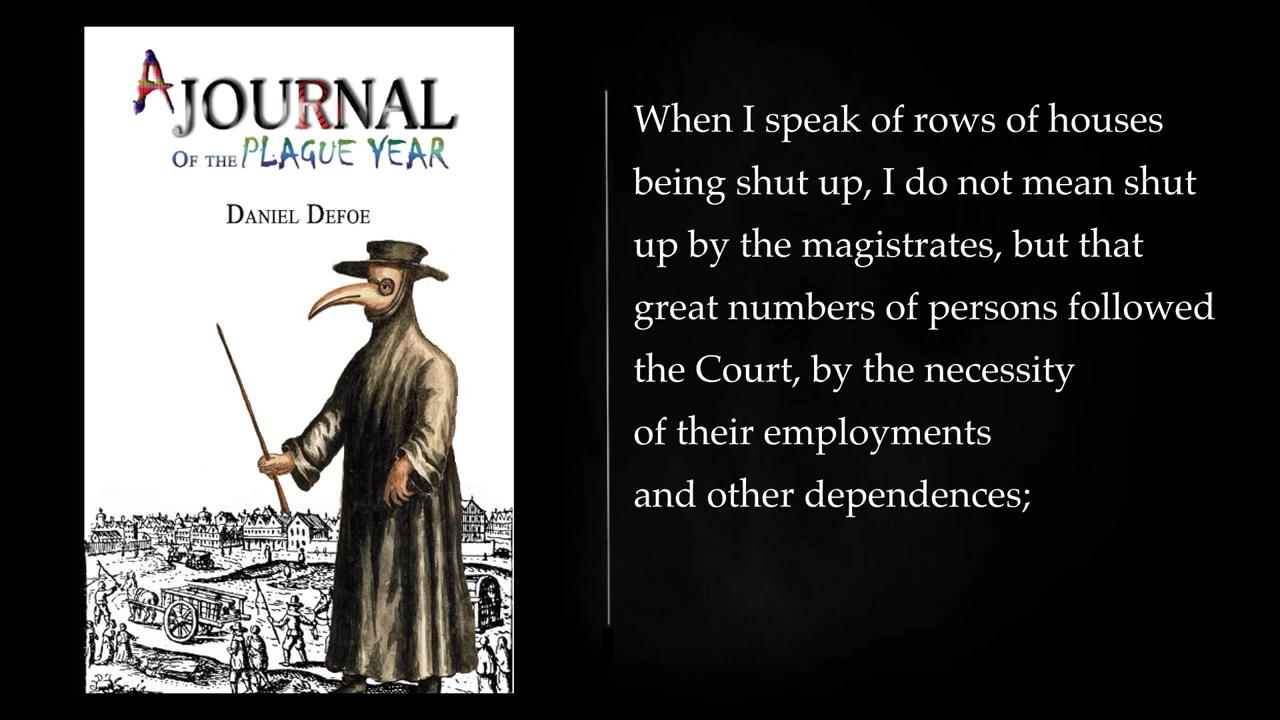 A JOURNAL
OF THE PLAGUE YEAR
DANIEL DEFOE
When I speak of rows of houses
being shut up, I do not mean shut
up by the magistrates, but that
great numbers of persons followed
the Court, by the necessity
of their employments
and other dependences;